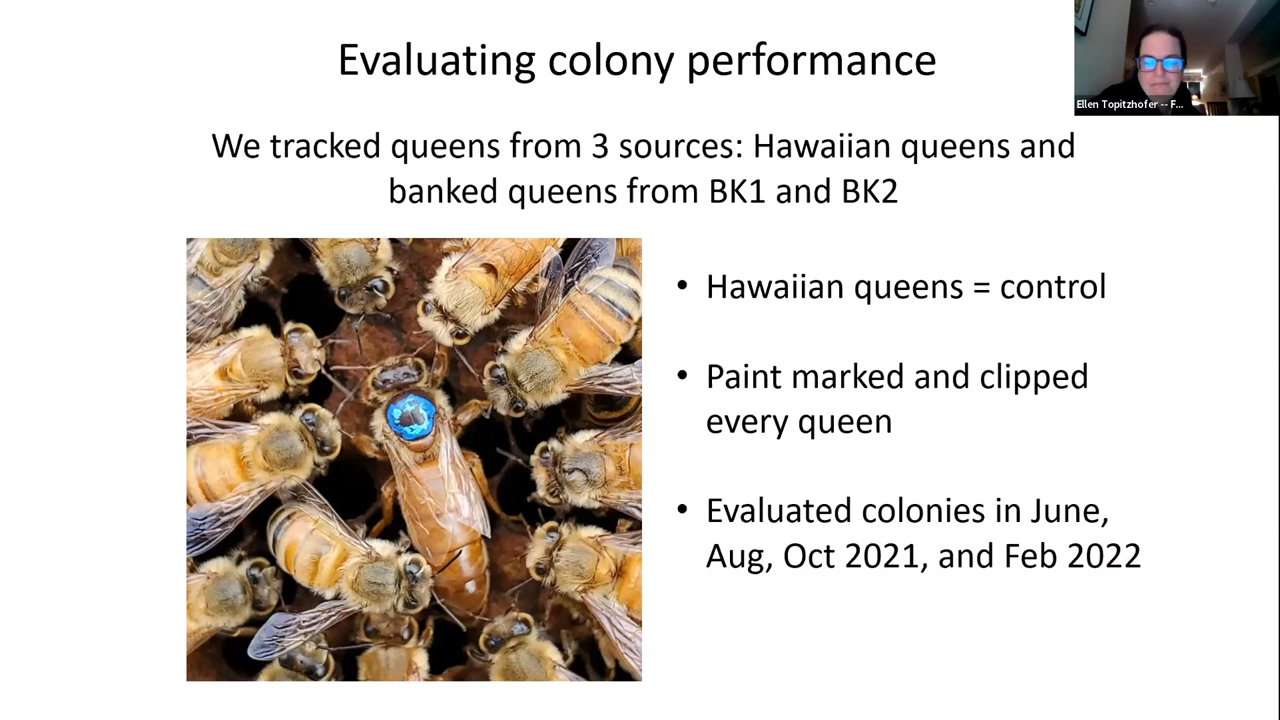 Evaluating colony performance
Ellen Topitzhofer -- F...
We tracked queens from 3 sources: Hawaiian queens and
banked queens from BK1 and BK2
• Hawaiian queens = control
• Paint marked and clipped
every queen
• Evaluated colonies in June,
Aug, Oct 2021, and Feb 2022